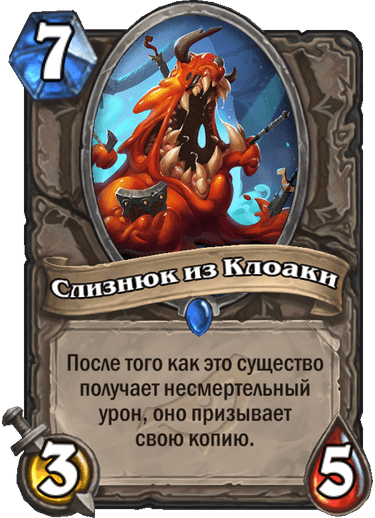 7
Слизнюк из Клоаки
После того как это существо
получает несмертельный
урон, оно призывает
свою копию.
3
5